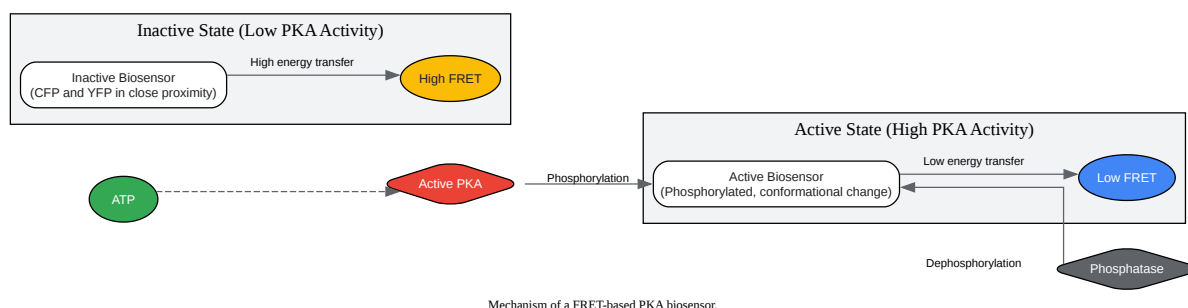 Inactive State (Low PKA Activity)
High energy transfer
Inactive Biosensor
(CFP and YFP in close proximity)
High FRET
Active State (High PKA Activity)
Low energy transfer
ATP
Active PKA
Phosphorylation
Active Biosensor
(Phosphorylated, conformational change)
Low FRET
Dephosphorylation
Phosphatase
Mechanism of a FRET-based PKA biosensor.